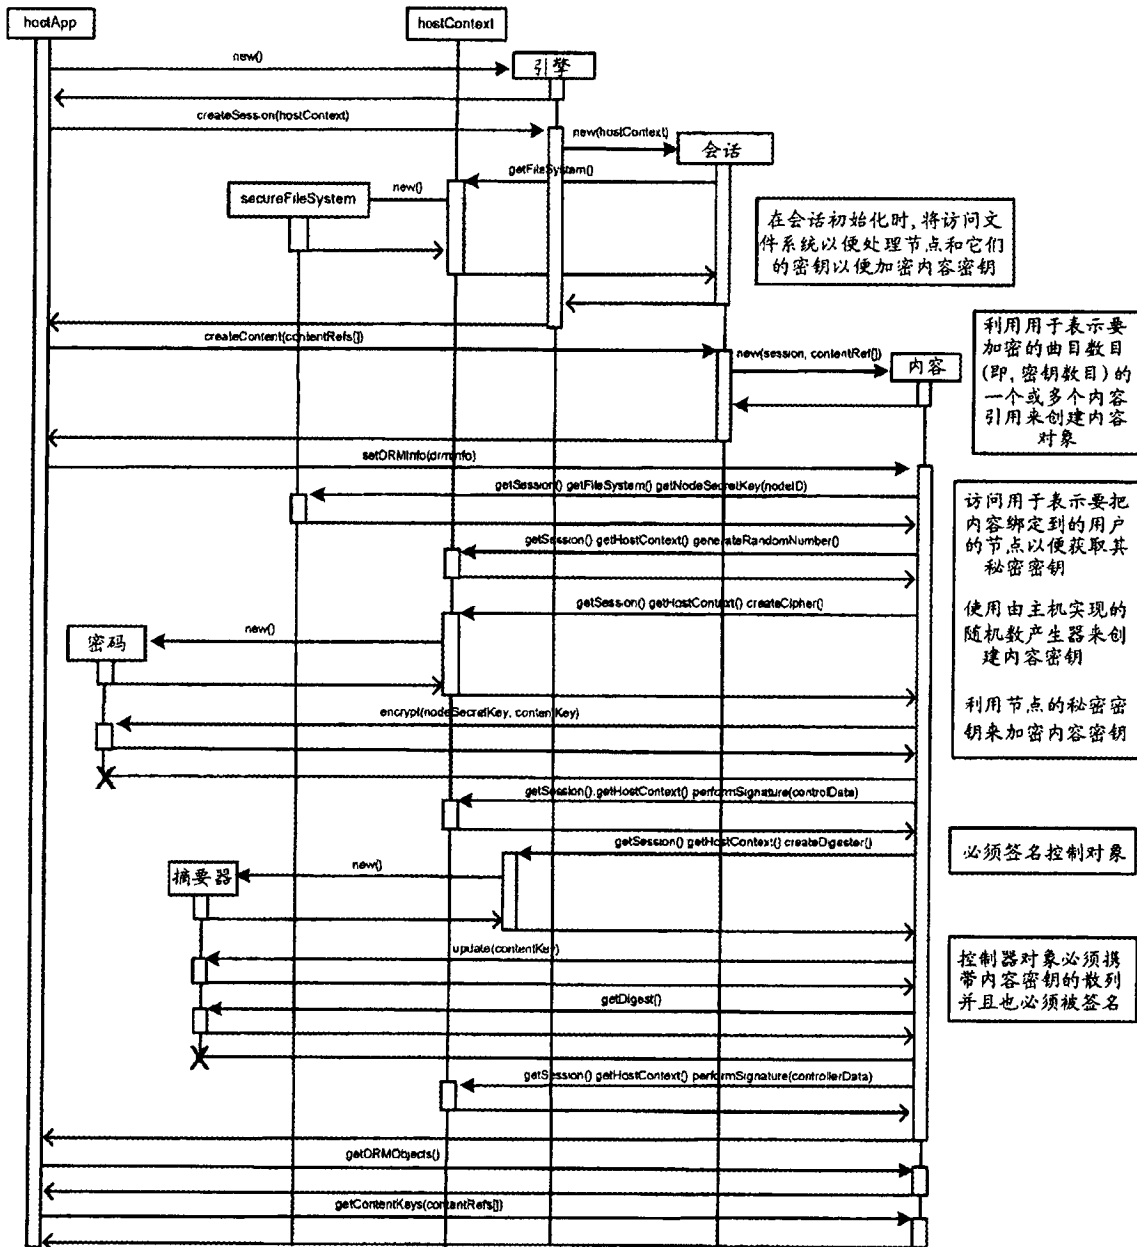 hostApp
hostContext
new()
引擎
createSession(hostContext)
new(hostContext)
会话
getFileSystem()
new()
secureFileSystem
在会话初始化时,将访问文
件系统以便处理节点和它们
的密钥以便加密内容密钥
createContent(contentRefs[])
new(session, contentRef[])
内容
利用用于表示要
加密的曲目数目
(即,密钥数目)的
一个或多个内容
引用来创建内容
对象
setDRMInfo(drmInfo)
getSession() getFileSystem() getNodeSecretKey(nodeID)
访问用于表示要把
内容绑定到的用户
的节点以便获取其
秘密密钥
getSession() getHostContext() generateRandomNumber()
getSession() getHostContext() createCipher()
使用由主机实现的
随机数产生器来创
建内容密钥
new()
密码
encrypt(nodeSecretKey, contentKey)
利用节点的秘密密
钥来加密内容密钥
getSession().getHostContext() performSignature(controlData)
getSession() getHostContext() createDigester()
必须签名控制对象
new()
摘要器
update(contentKey)
控制器对象必须携
带内容密钥的散列
并且也必须被签名
getDigest()
getSession() getHostContext() performSignature(controllerData)
getDRMObjects()
getContentKeys(contentRefs[])